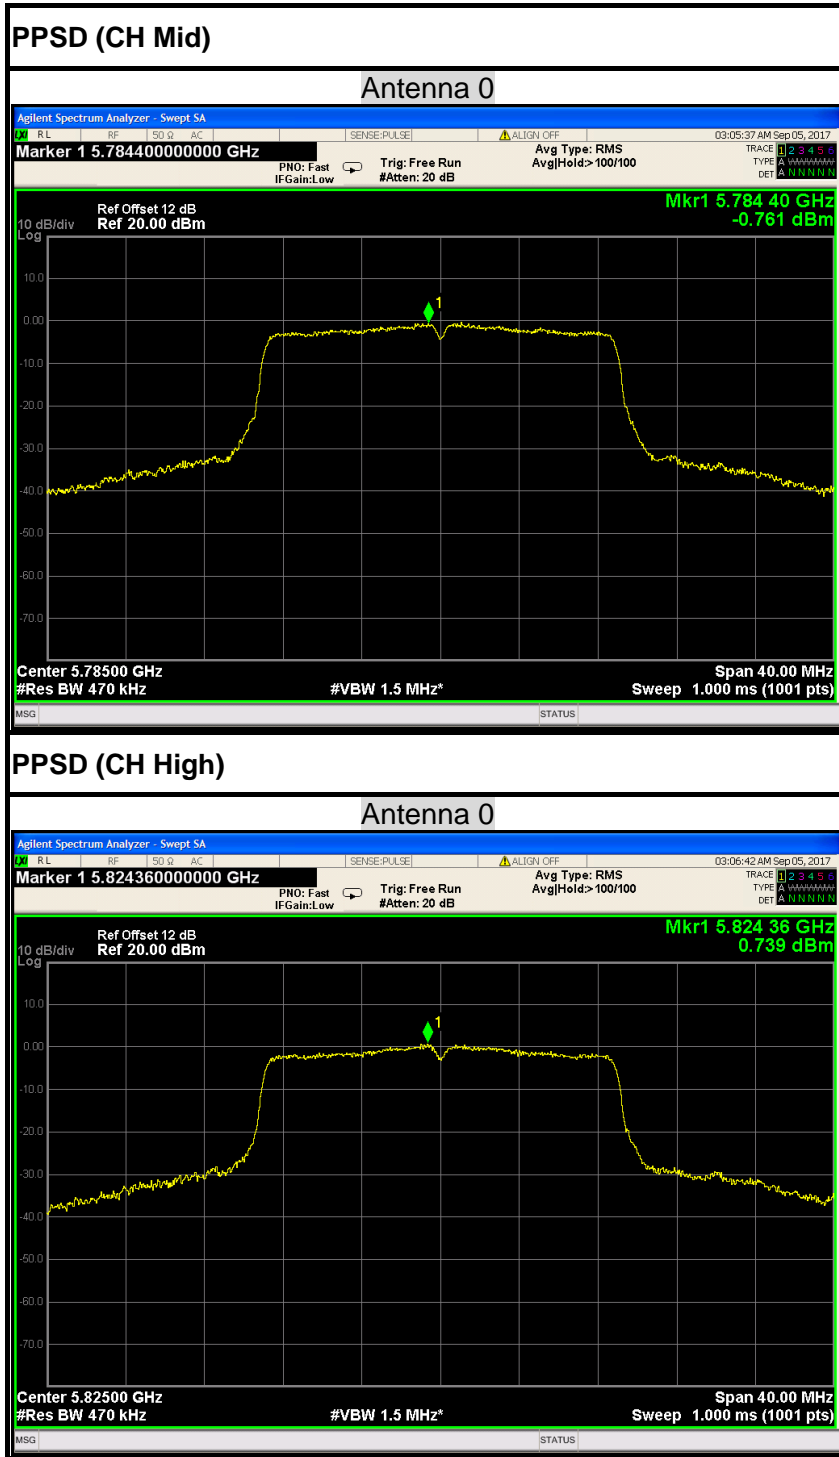 PPSD (CH Mid)
Antenna 0
Agilent Spectrum Analyzer - Swept SA
LXI RL RF 50 Ω AC SENSE:PULSE ALIGN OFF 03:05:37 AM Sep 05, 2017
Marker 1 5.784400000000 GHz
PNO: Fast
IFGain:Low
Trig: Free Run
#Atten: 20 dB
Avg Type: RMS
Avg|Hold:>100/100
TRACE 1 2 3 4 5 6
TYPE A WWWWW
DET A N N N N N
Mkr1 5.784 40 GHz
-0.761 dBm
10 dB/div
Log
Ref Offset 12 dB
Ref 20.00 dBm
1
10.0
0.00
-10.0
-20.0
-30.0
-40.0
-50.0
-60.0
-70.0
Center 5.78500 GHz
Span 40.00 MHz
#Res BW 470 kHz
#VBW 1.5 MHz*
Sweep 1.000 ms (1001 pts)
MSG
STATUS
PPSD (CH High)
Antenna 0
Agilent Spectrum Analyzer - Swept SA
LXI RL RF 50 Ω AC SENSE:PULSE ALIGN OFF 03:06:42 AM Sep 05, 2017
Marker 1 5.824360000000 GHz
PNO: Fast
IFGain:Low
Trig: Free Run
#Atten: 20 dB
Avg Type: RMS
Avg|Hold:>100/100
TRACE 1 2 3 4 5 6
TYPE A WWWWW
DET A N N N N N
Mkr1 5.824 36 GHz
0.739 dBm
10 dB/div
Log
Ref Offset 12 dB
Ref 20.00 dBm
1
10.0
0.00
-10.0
-20.0
-30.0
-40.0
-50.0
-60.0
-70.0
Center 5.82500 GHz
Span 40.00 MHz
#Res BW 470 kHz
#VBW 1.5 MHz*
Sweep 1.000 ms (1001 pts)
MSG
STATUS